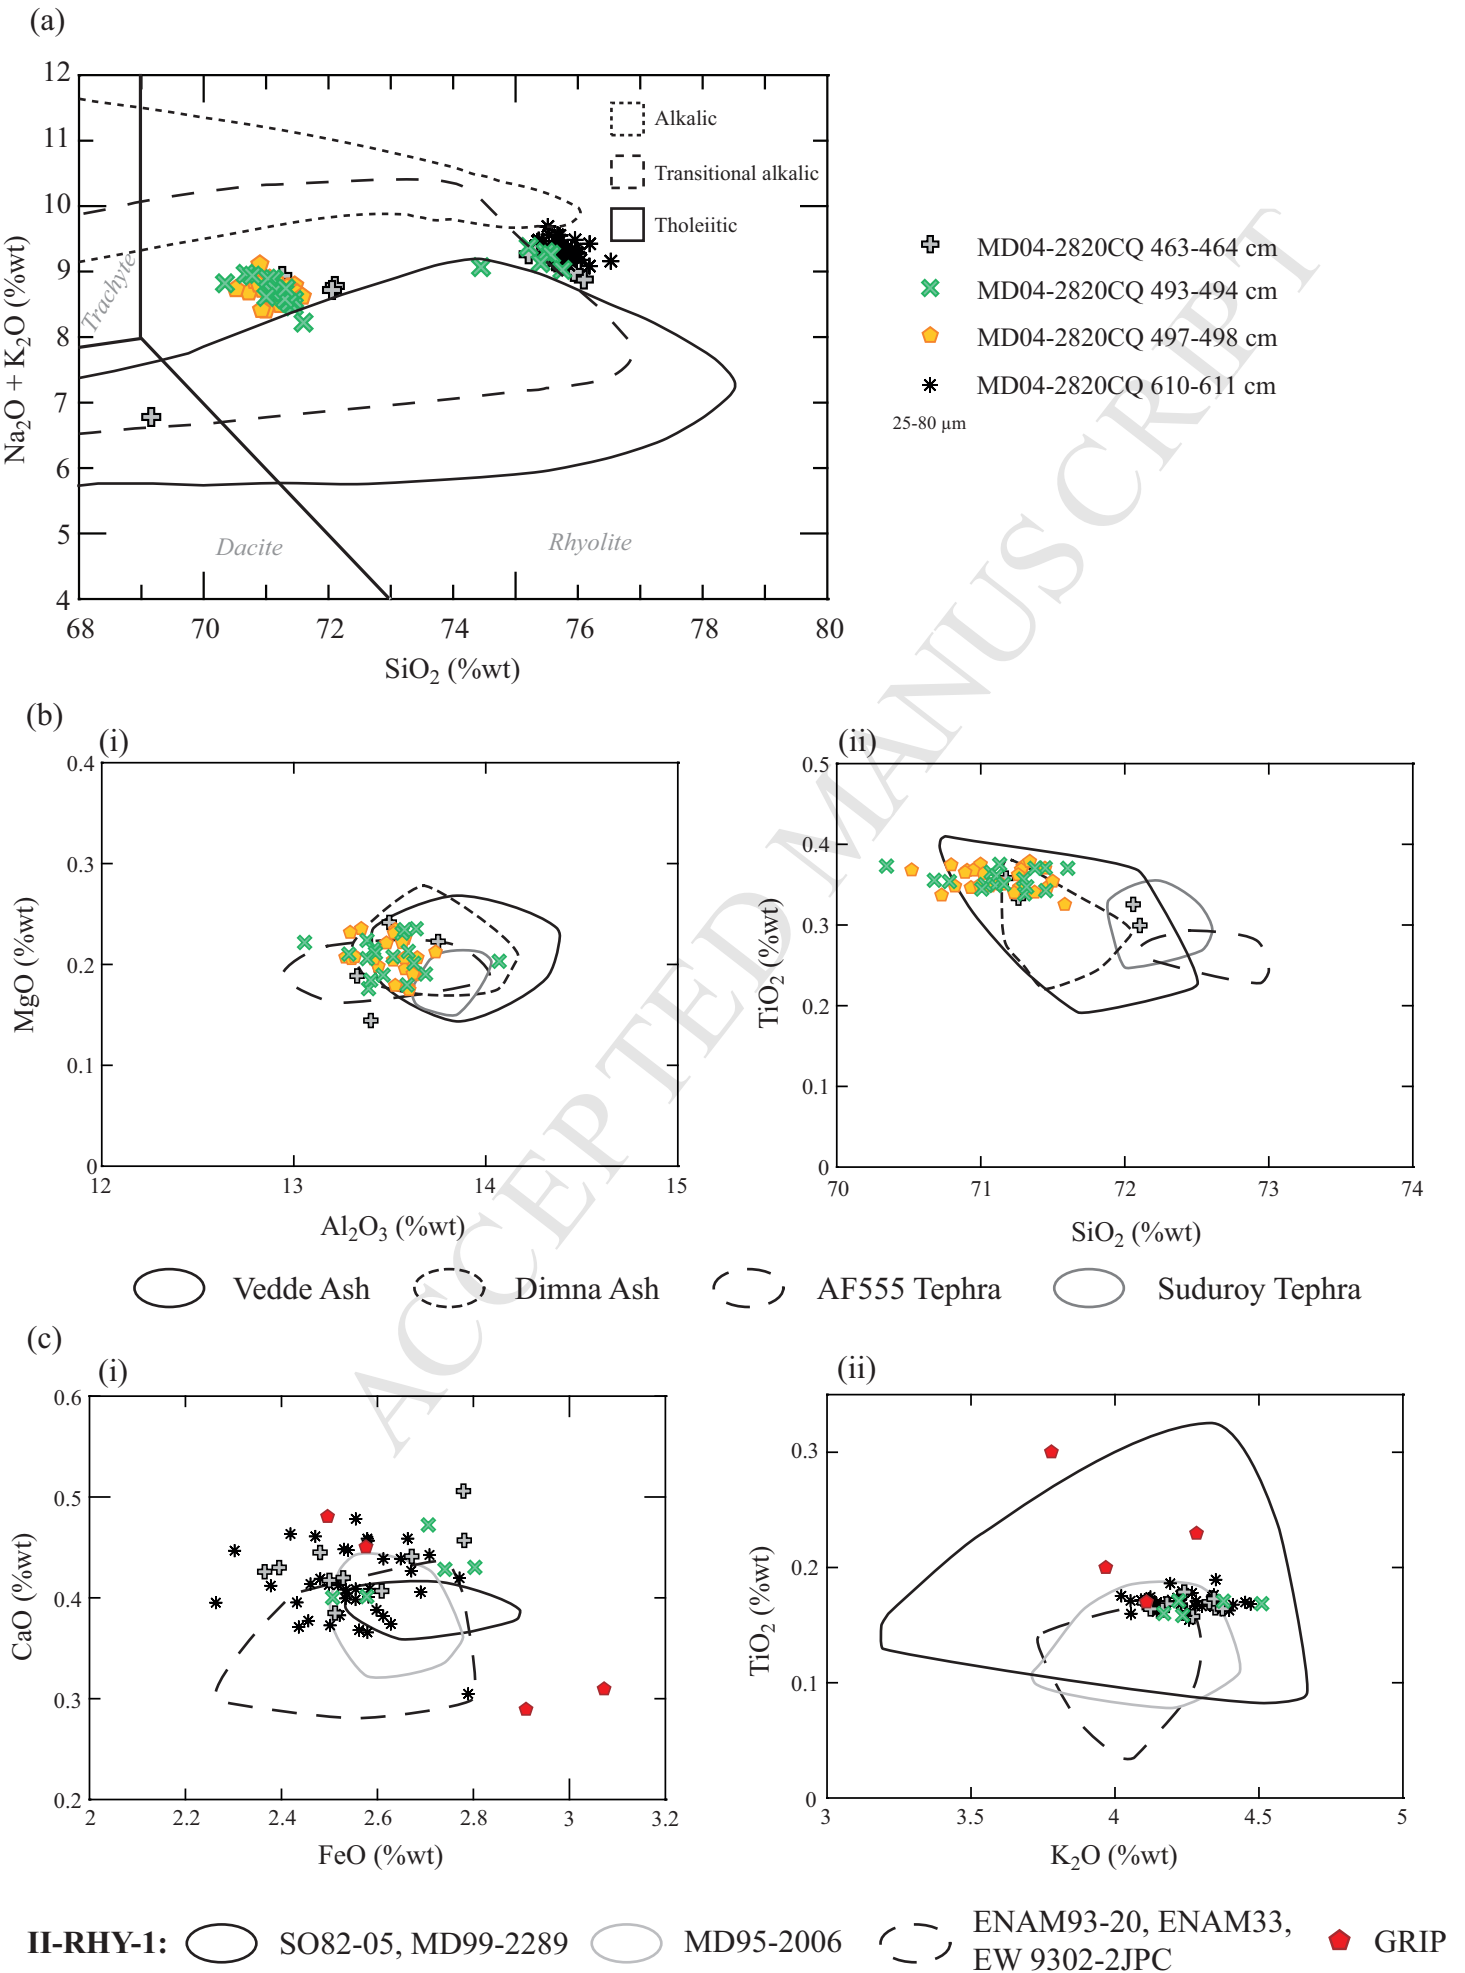 (a)
12
11
10
9
8
7
6
5
4
Na2O + K2O (%wt)
Trachyte
Dacite
Rhyolite
Alkalic
Transitional alkalic
Tholeiitic
68 70 72 74 76 78 80
SiO2 (%wt)
MD04-2820CQ 463-464 cm
MD04-2820CQ 493-494 cm
MD04-2820CQ 497-498 cm
MD04-2820CQ 610-611 cm
25-80 µm
ACCEPTED MANUSCRIPT
(b)
(i)
0.4
0.3
0.2
0.1
0
MgO (%wt)
12 13 14 15
Al2O3 (%wt)
(ii)
0.5
0.4
0.3
0.2
0.1
0
TiO2 (%wt)
70 71 72 73 74
SiO2 (%wt)
Vedde Ash Dimna Ash AF555 Tephra Suduroy Tephra
(c)
(i)
0.6
0.5
0.4
0.3
0.2
CaO (%wt)
2 2.2 2.4 2.6 2.8 3 3.2
FeO (%wt)
(ii)
0.3
0.2
0.1
0
TiO2 (%wt)
3 3.5 4 4.5 5
K2O (%wt)
II-RHY-1: SO82-05, MD99-2289 MD95-2006 ENAM93-20, ENAM33,
EW 9302-2JPC GRIP